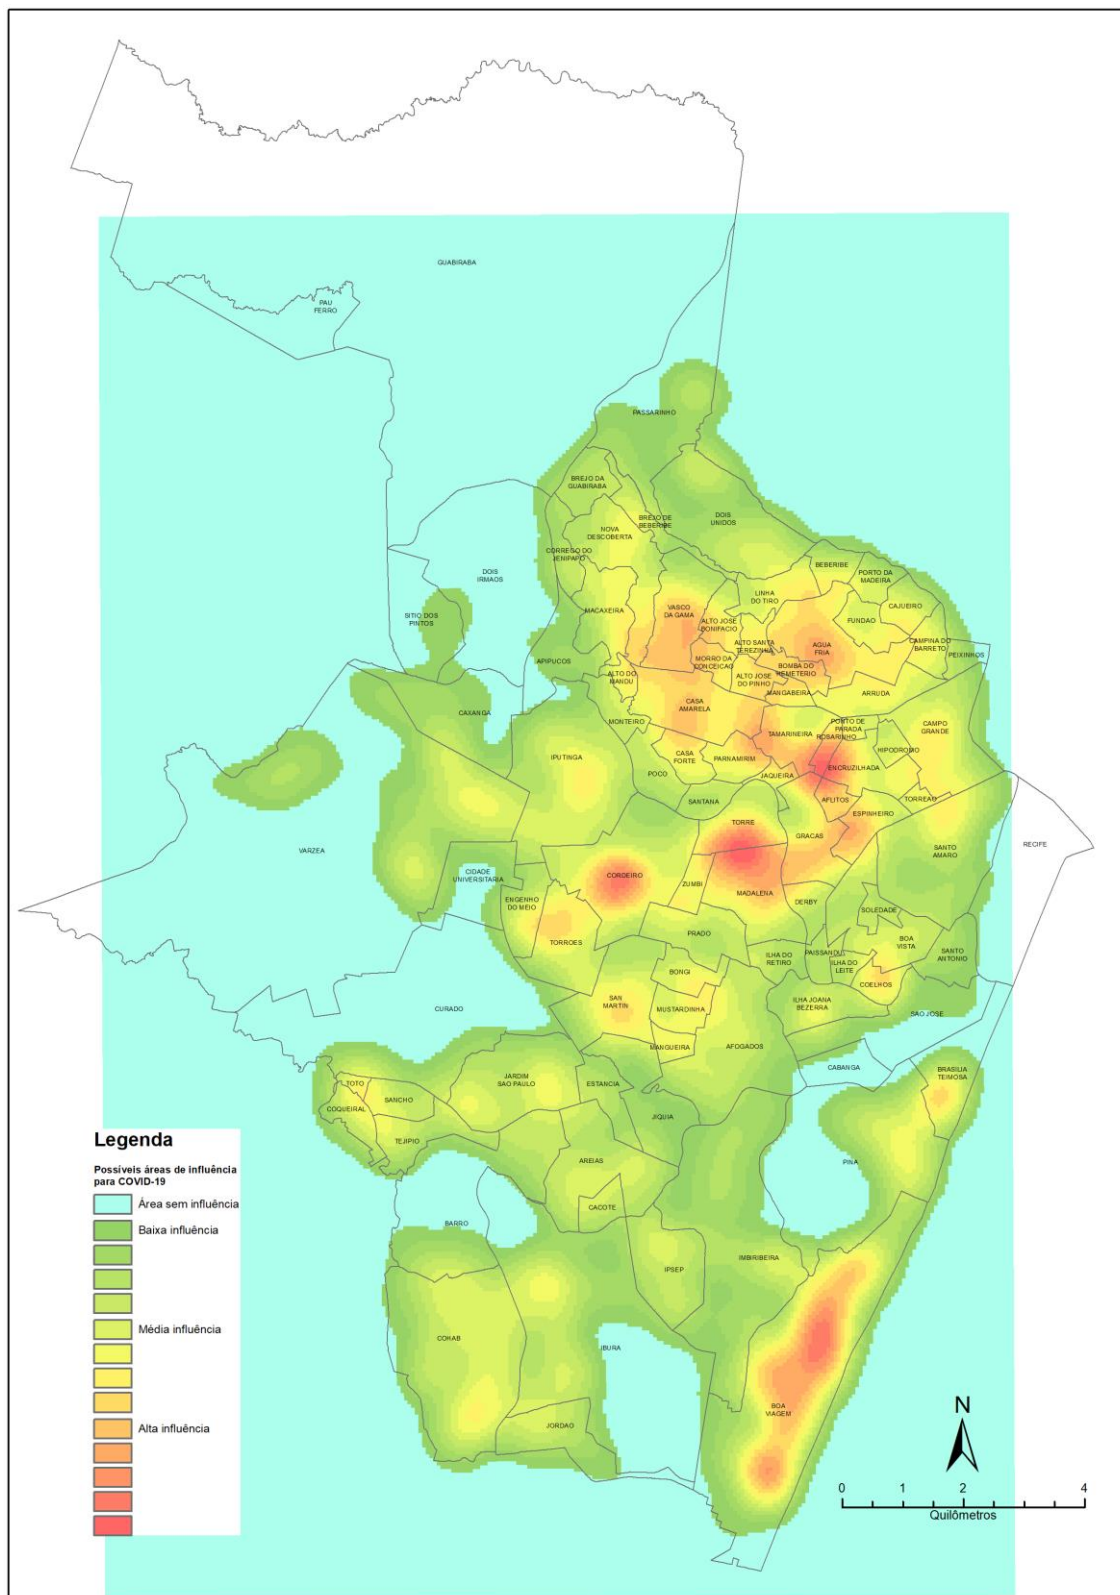 GUABIRABA
PAU
FERRO
PASSARINHO
BREJO DA
GUABIRABA
BREJO DE
BEBERIBE
DOIS
UNIDOS
NOVA
DESCOBERTA
CORREGO DO
JENIPAPO
DOIS
IRMAOS
BEBERIBE
PORTO DA
MADEIRA
LINHA
DO TIRO
CAJUEIRO
MACAXEIRA
VASCO
DA GAMA
ALTO JOSE
BONIFACIO
FUNDAO
SITIO DOS
PINTOS
ALTO SANTA
TEREZINHA
AGUA
FRIA
CAMPINA DO
BARRETO
PEIXINHOS
APIPUCOS
MORRO DA
CONCEICAO
BOMBA DO
HEMETERIO
ALTO DO
MANDU
ALTO JOSE
DO PINHO
MANGABEIRA
ARRUDA
CASA
AMARELA
CAXANGA
MONTEIRO
TAMARINEIRA
PONTO DE
PARADA
ROSARINHO
CAMPO
GRANDE
HIPODROMO
IPUTINGA
CASA
FORTE
PARNAMIRIM
ENCRUZILHADA
POCO
JAQUEIRA
AFLITOS
TORREAO
SANTANA
ESPINHEIRO
TORRE
GRACAS
SANTO
AMARO
RECIFE
VARZEA
CIDADE
UNIVERSITARIA
CORDEIRO
ZUMBI
MADALENA
ENGENHO
DO MEIO
DERBY
SOLEDADE
TORROES
PRADO
BOA
VISTA
ILHA DO
RETIRO
PAISSANDU
ILHA DO
LEITE
SANTO
ANTONIO
BONGI
COELHOS
CURADO
SAN
MARTIN
MUSTARDINHA
ILHA JOANA
BEZERRA
SAO JOSE
MANGUEIRA
AFOGADOS
CABANGA
BRASILIA
TEIMOSA
TOTO
JARDIM
SAO PAULO
ESTANCIA
COQUEIRAL
SANCHO
JIQUIA
TEJIPIO
AREIAS
PINA
CACOTE
BARRO
IPSEP
IMBIRIBEIRA
COHAB
IBURA
BOA
VIAGEM
JORDAO
Legenda
Possíveis áreas de influência
para COVID-19
Área sem influência
Baixa influência
Média influência
Alta influência
N
0 1 2 4
Quilômetros